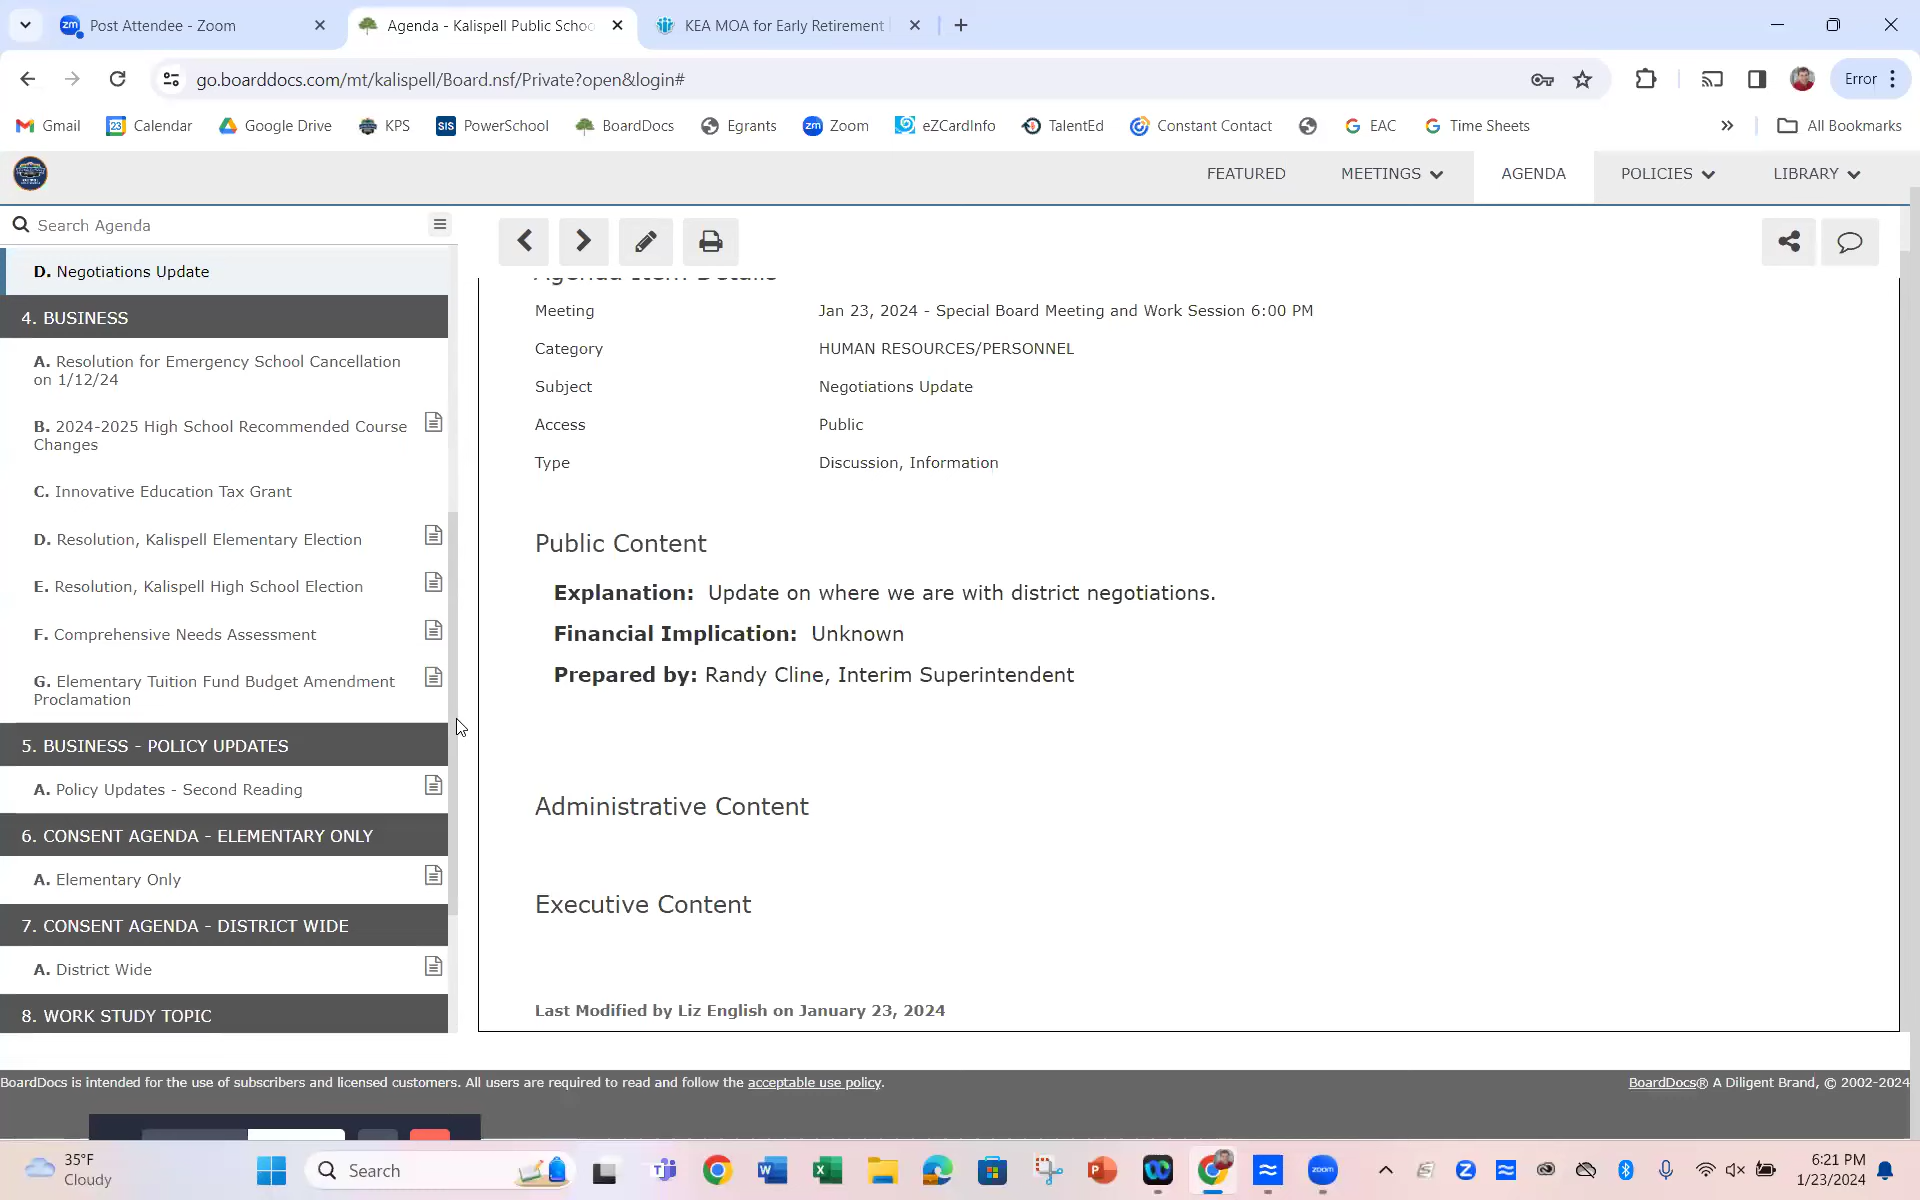 Post Attendee - Zoom
Agenda - Kalispell Public Schoo
KEA MOA for Early Retirement
go.boarddocs.com/mt/kalispell/Board.nsf/Private?open&login#
Error
Gmail
Calendar
Google Drive
KPS
PowerSchool
BoardDocs
Egrants
Zoom
eZCardInfo
TalentEd
Constant Contact
EAC
Time Sheets
All Bookmarks
FEATURED
MEETINGS
AGENDA
POLICIES
LIBRARY
Search Agenda
D. Negotiations Update
4. BUSINESS
A. Resolution for Emergency School Cancellation
on 1/12/24
B. 2024-2025 High School Recommended Course
Changes
C. Innovative Education Tax Grant
D. Resolution, Kalispell Elementary Election
E. Resolution, Kalispell High School Election
F. Comprehensive Needs Assessment
G. Elementary Tuition Fund Budget Amendment
Proclamation
5. BUSINESS - POLICY UPDATES
A. Policy Updates - Second Reading
6. CONSENT AGENDA - ELEMENTARY ONLY
A. Elementary Only
7. CONSENT AGENDA - DISTRICT WIDE
A. District Wide
8. WORK STUDY TOPIC
Agenda Item Details
Meeting Jan 23, 2024 - Special Board Meeting and Work Session 6:00 PM
Category HUMAN RESOURCES/PERSONNEL
Subject Negotiations Update
Access Public
Type Discussion, Information
Public Content
Explanation: Update on where we are with district negotiations.
Financial Implication: Unknown
Prepared by: Randy Cline, Interim Superintendent
Administrative Content
Executive Content
Last Modified by Liz English on January 23, 2024
BoardDocs is intended for the use of subscribers and licensed customers. All users are required to read and follow the acceptable use policy.
BoardDocs® A Diligent Brand, © 2002-2024
35°F
Cloudy
Search
6:21 PM
1/23/2024